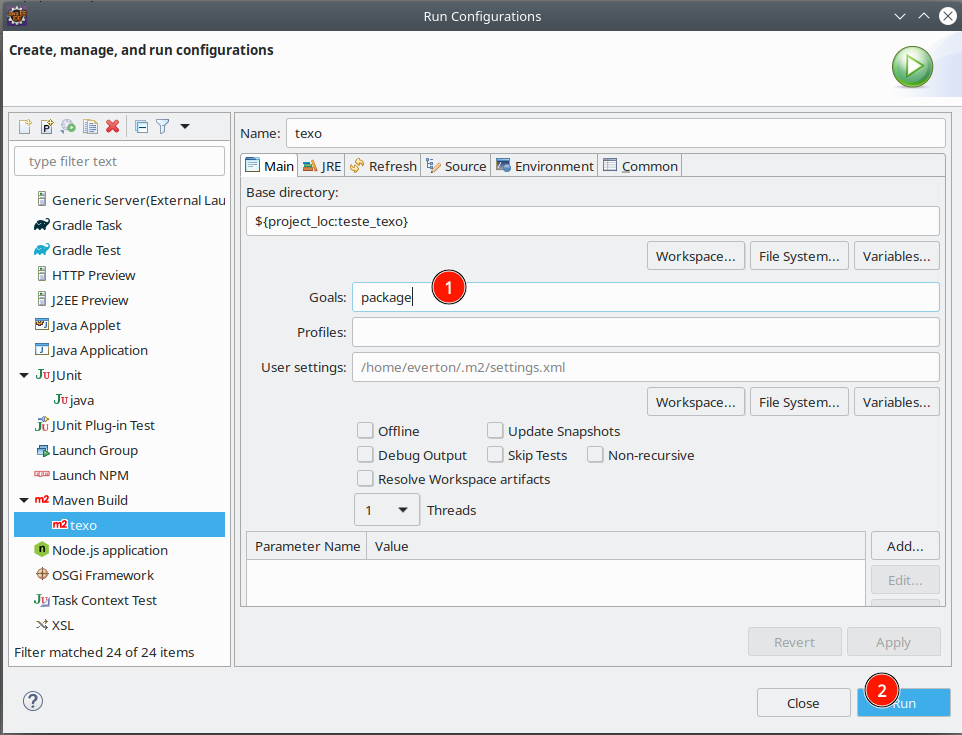 Run Configurations
Create, manage, and run configurations
type filter text
Generic Server(External Lau
Gradle Task
Gradle Test
HTTP Preview
J2EE Preview
Java Applet
Java Application
JUnit
java
JUnit Plug-in Test
Launch Group
Launch NPM
m2 Maven Build
m2 texo
Node.js application
OSGi Framework
Task Context Test
XSL
Filter matched 24 of 24 items
Name: texo
Main JRE Refresh Source Environment Common
Base directory:
${project_loc:teste_texo}
Workspace... File System... Variables...
Goals: package 1
Profiles:
User settings: /home/everton/.m2/settings.xml
Workspace... File System... Variables...
Offline Update Snapshots
Debug Output Skip Tests Non-recursive
Resolve Workspace artifacts
1 Threads
Parameter Name Value Add...
Edit...
Revert Apply
? Close 2 Run